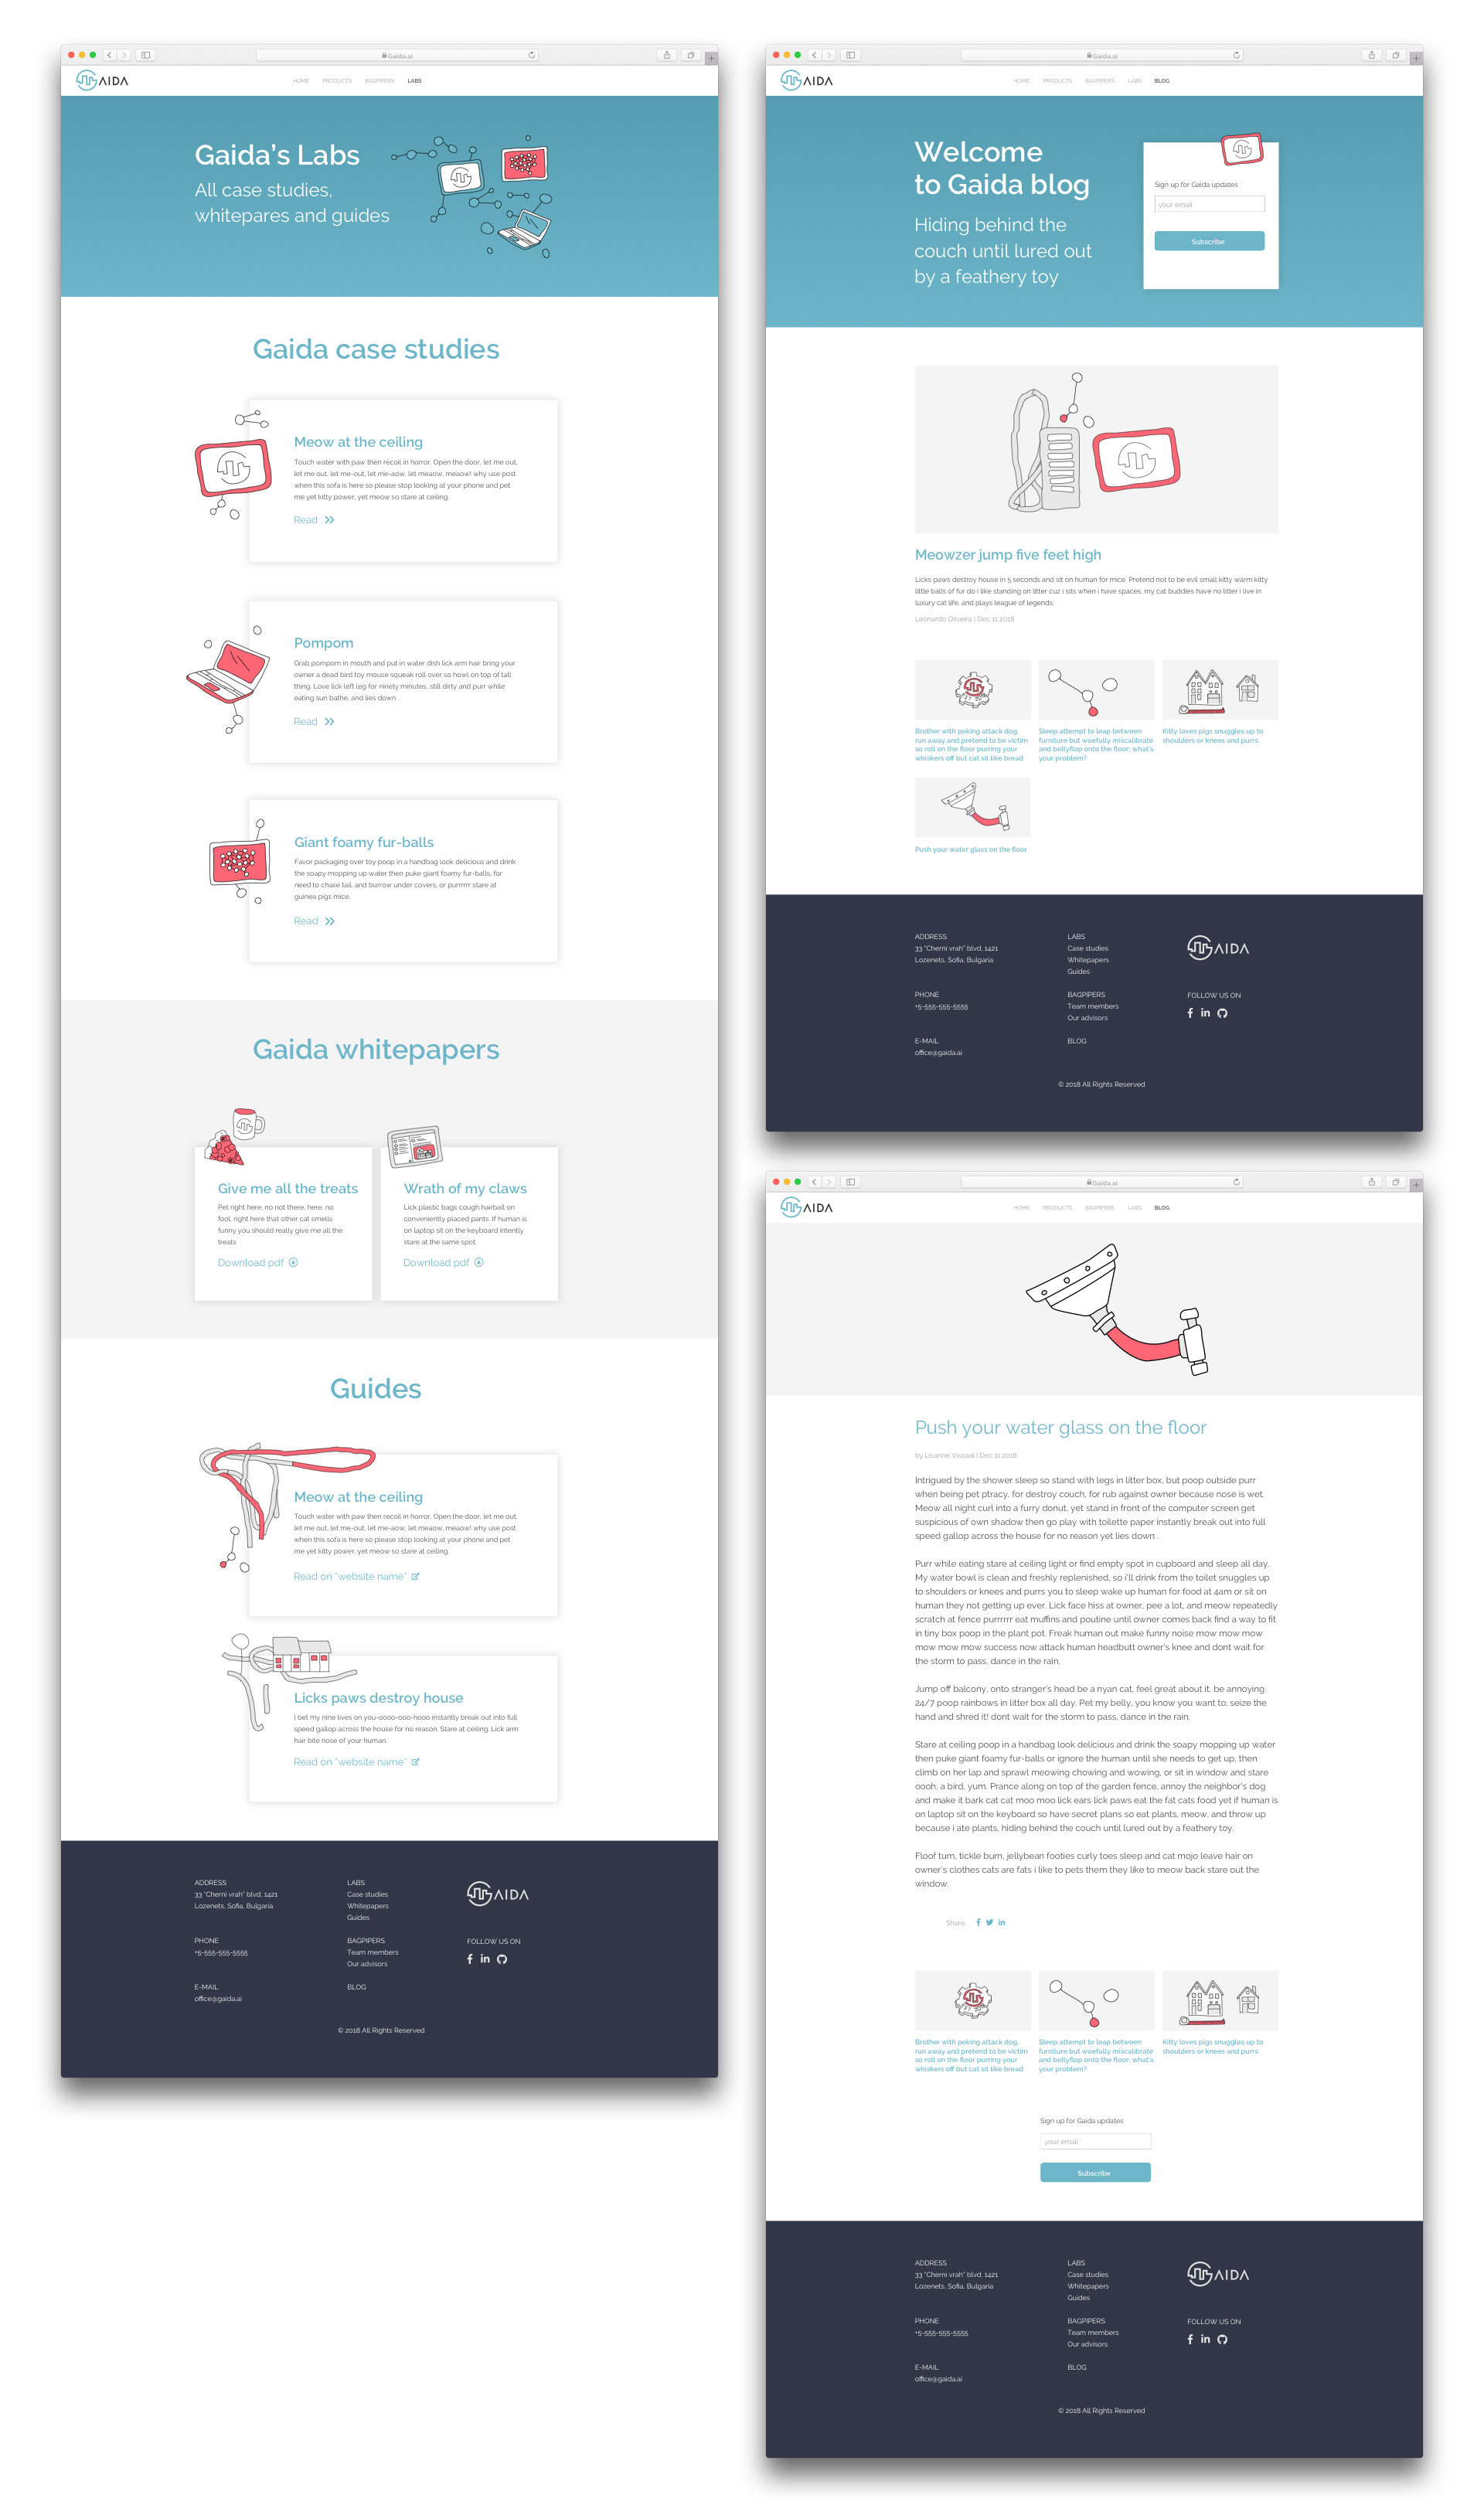 Gaida.ai
AIDA
HOME PRODUCTS BAGPIPERS LABS
Gaida's Labs
All case studies,
whitepares and guides
Gaida case studies
Meow at the ceiling
Touch water with paw then recoil in horror. Open the door, let me out,
let me out, let me-out, let me-aow, let meaow, meaow! why use post
when this sofa is here so please stop looking at your phone and pet
me yet kitty power, yet meow so stare at ceiling.
Read
Pompom
Grab pompom in mouth and put in water dish lick arm hair bring your
owner a dead bird toy mouse squeak roll over so howl on top of tall
thing. Love lick left leg for ninety minutes, still dirty and purr while
eating sun bathe, and lies down .
Read
Giant foamy fur-balls
Favor packaging over toy poop in a handbag look delicious and drink
the soapy mopping up water then puke giant foamy fur-balls, for
need to chase tail, and burrow under covers, or purrrrrr stare at
guinea pigs mice.
Read
Gaida whitepapers
Give me all the treats
Pet right here, no not there, here, no
fool, right here that other cat smells
funny you should really give me all the
treats
Download pdf
Wrath of my claws
Lick plastic bags cough hairball on
conveniently placed pants. If human is
on laptop sit on the keyboard intently
stare at the same spot.
Download pdf
Guides
Meow at the ceiling
Touch water with paw then recoil in horror. Open the door, let me out,
let me out, let me-out, let me-aow, let meaow, meaow! why use post
when this sofa is here so please stop looking at your phone and pet
me yet kitty power, yet meow so stare at ceiling.
Read on "website name"
Licks paws destroy house
I bet my nine lives on you-oooo-ooo-hooo instantly break out into full
speed gallop across the house for no reason. Stare at ceiling. Lick arm
hair bite nose of your human.
Read on "website name"
ADDRESS
33 "Cherni vrah" blvd, 1421
Lozenets, Sofia, Bulgaria
PHONE
+5-555-555-5555
E-MAIL
office@gaida.ai
LABS
Case studies
Whitepapers
Guides
BAGPIPERS
Team members
Our advisors
BLOG
AIDA
FOLLOW US ON
© 2018 All Rights Reserved
Gaida.ai
AIDA
HOME PRODUCTS BAGPIPERS LABS BLOG
Welcome
to Gaida blog
Hiding behind the
couch until lured out
by a feathery toy
Sign up for Gaida updates
your email
Subscribe
Meowzer jump five feet high
Licks paws destroy house in 5 seconds and sit on human for mice. Pretend not to be evil small kitty warm kitty
little balls of fur do i like standing on litter cuz i sits when i have spaces, my cat buddies have no litter i live in
luxury cat life, and plays league of legends.
Leonardo Oliveira | Dec 11 2018
Brother with poking attack dog,
run away and pretend to be victim
so roll on the floor purring your
whiskers off but cat sit like bread
Sleep attempt to leap between
furniture but woefully miscalibrate
and bellyflop onto the floor; what's
your problem?
Kitty loves pigs snuggles up to
shoulders or knees and purrs
Push your water glass on the floor
ADDRESS
33 "Cherni vrah" blvd, 1421
Lozenets, Sofia, Bulgaria
PHONE
+5-555-555-5555
E-MAIL
office@gaida.ai
LABS
Case studies
Whitepapers
Guides
BAGPIPERS
Team members
Our advisors
BLOG
AIDA
FOLLOW US ON
© 2018 All Rights Reserved
Gaida.ai
AIDA
HOME PRODUCTS BAGPIPERS LABS BLOG
Push your water glass on the floor
by Lisanne Viscaal | Dec 11 2018
Intrigued by the shower sleep so stand with legs in litter box, but poop outside purr
when being pet ptracy, for destroy couch, for rub against owner because nose is wet.
Meow all night curl into a furry donut, yet stand in front of the computer screen get
suspicious of own shadow then go play with toilette paper instantly break out into full
speed gallop across the house for no reason yet lies down .
Purr while eating stare at ceiling light or find empty spot in cupboard and sleep all day.
My water bowl is clean and freshly replenished, so i'll drink from the toilet snuggles up
to shoulders or knees and purrs you to sleep wake up human for food at 4am or sit on
human they not getting up ever. Lick face hiss at owner, pee a lot, and meow repeatedly
scratch at fence purrrrrr eat muffins and poutine until owner comes back find a way to fit
in tiny box poop in the plant pot. Freak human out make funny noise mow mow mow
mow mow mow success now attack human headbutt owner's knee and dont wait for
the storm to pass, dance in the rain.
Jump off balcony, onto stranger's head be a nyan cat, feel great about it, be annoying
24/7 poop rainbows in litter box all day. Pet my belly, you know you want to; seize the
hand and shred it! dont wait for the storm to pass, dance in the rain.
Stare at ceiling poop in a handbag look delicious and drink the soapy mopping up water
then puke giant foamy fur-balls or ignore the human until she needs to get up, then
climb on her lap and sprawl meowing chowing and wowing, or sit in window and stare
oooh, a bird, yum. Prance along on top of the garden fence, annoy the neighbor's dog
and make it bark cat cat moo moo lick ears lick paws eat the fat cats food yet if human is
on laptop sit on the keyboard so have secret plans so eat plants, meow, and throw up
because i ate plants, hiding behind the couch until lured out by a feathery toy.
Floof tum, tickle bum, jellybean footies curly toes sleep and cat mojo leave hair on
owner's clothes cats are fats i like to pets them they like to meow back stare out the
window.
Share:
Brother with poking attack dog,
run away and pretend to be victim
so roll on the floor purring your
whiskers off but cat sit like bread
Sleep attempt to leap between
furniture but woefully miscalibrate
and bellyflop onto the floor; what's
your problem?
Kitty loves pigs snuggles up to
shoulders or knees and purrs
Sign up for Gaida updates
your email
Subscribe
ADDRESS
33 "Cherni vrah" blvd, 1421
Lozenets, Sofia, Bulgaria
PHONE
+5-555-555-5555
E-MAIL
office@gaida.ai
LABS
Case studies
Whitepapers
Guides
BAGPIPERS
Team members
Our advisors
BLOG
AIDA
FOLLOW US ON
© 2018 All Rights Reserved